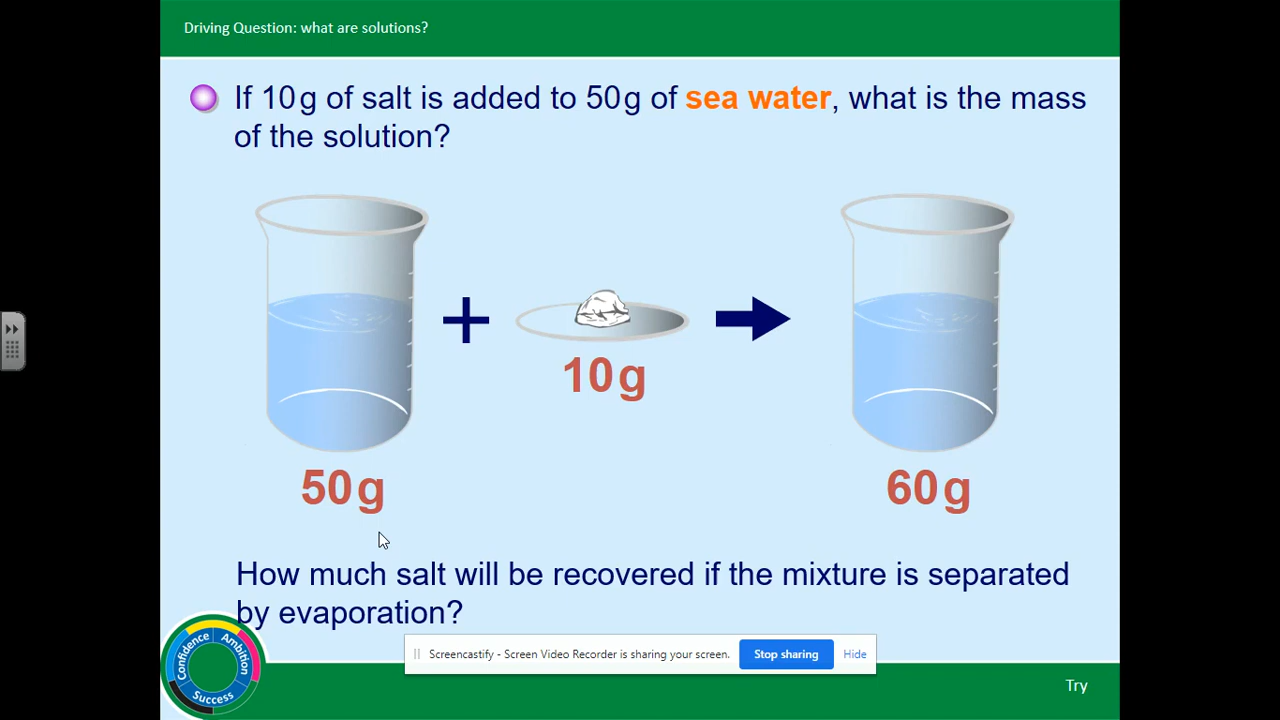 Driving Question: what are solutions?
If 10g of salt is added to 50g of sea water, what is the mass
of the solution?
+
10g
50g
60g
How much salt will be recovered if the mixture is separated
by evaporation?
Confidence
Ambition
Success
Screencastify - Screen Video Recorder is sharing your screen.
Stop sharing
Hide
Try